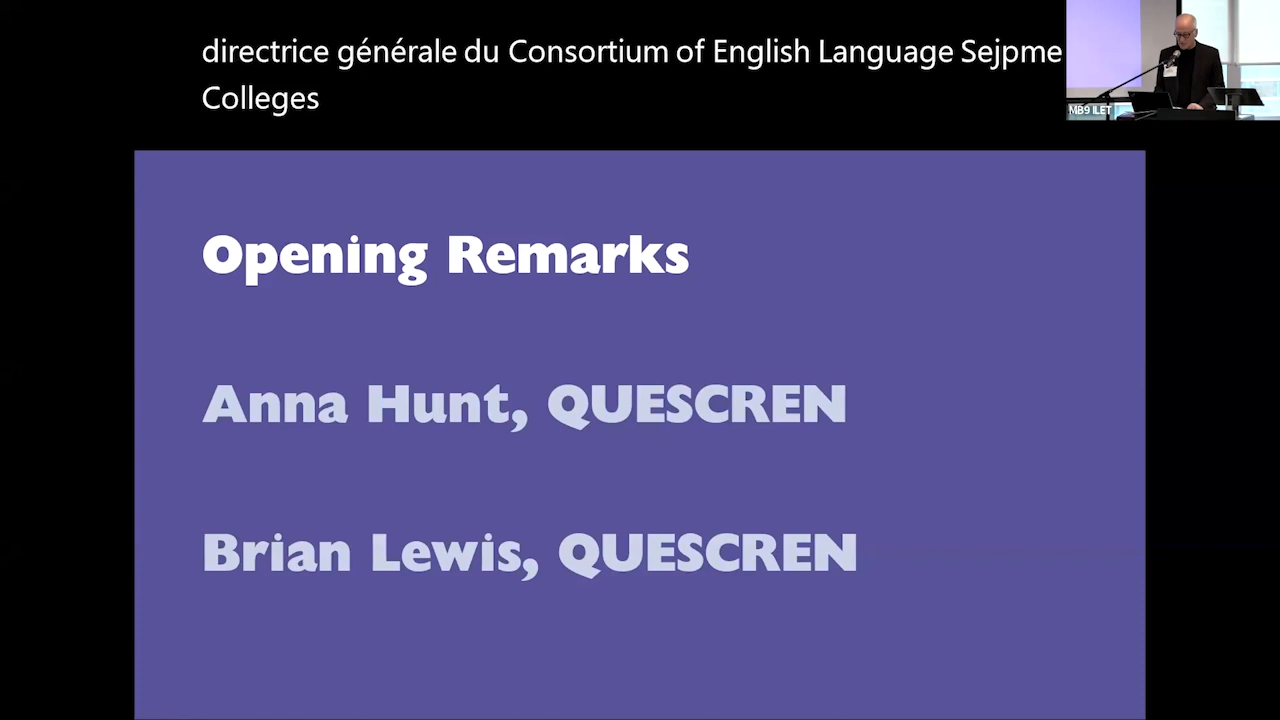 directrice générale du Consortium of English Language Sejpme
Colleges
MB9 ILET
Opening Remarks
Anna Hunt, QUESCREN
Brian Lewis, QUESCREN